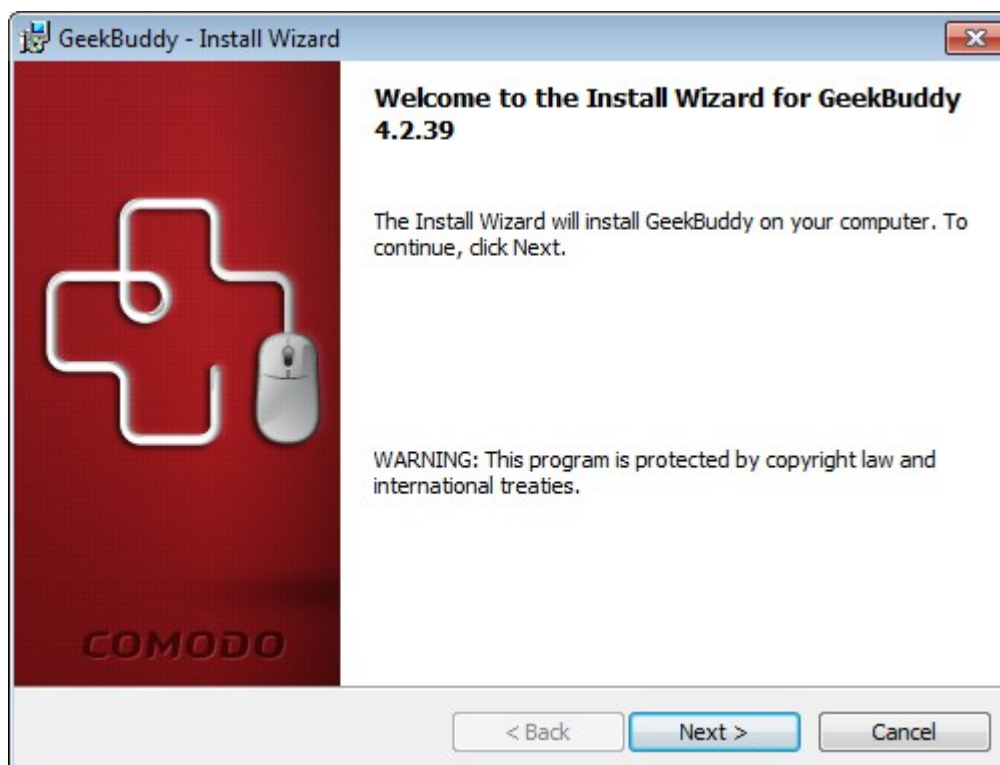 GeekBuddy - Install Wizard
Welcome to the Install Wizard for GeekBuddy
4.2.39
The Install Wizard will install GeekBuddy on your computer. To
continue, click Next.
WARNING: This program is protected by copyright law and
international treaties.
COMODO
< Back
Next >
Cancel